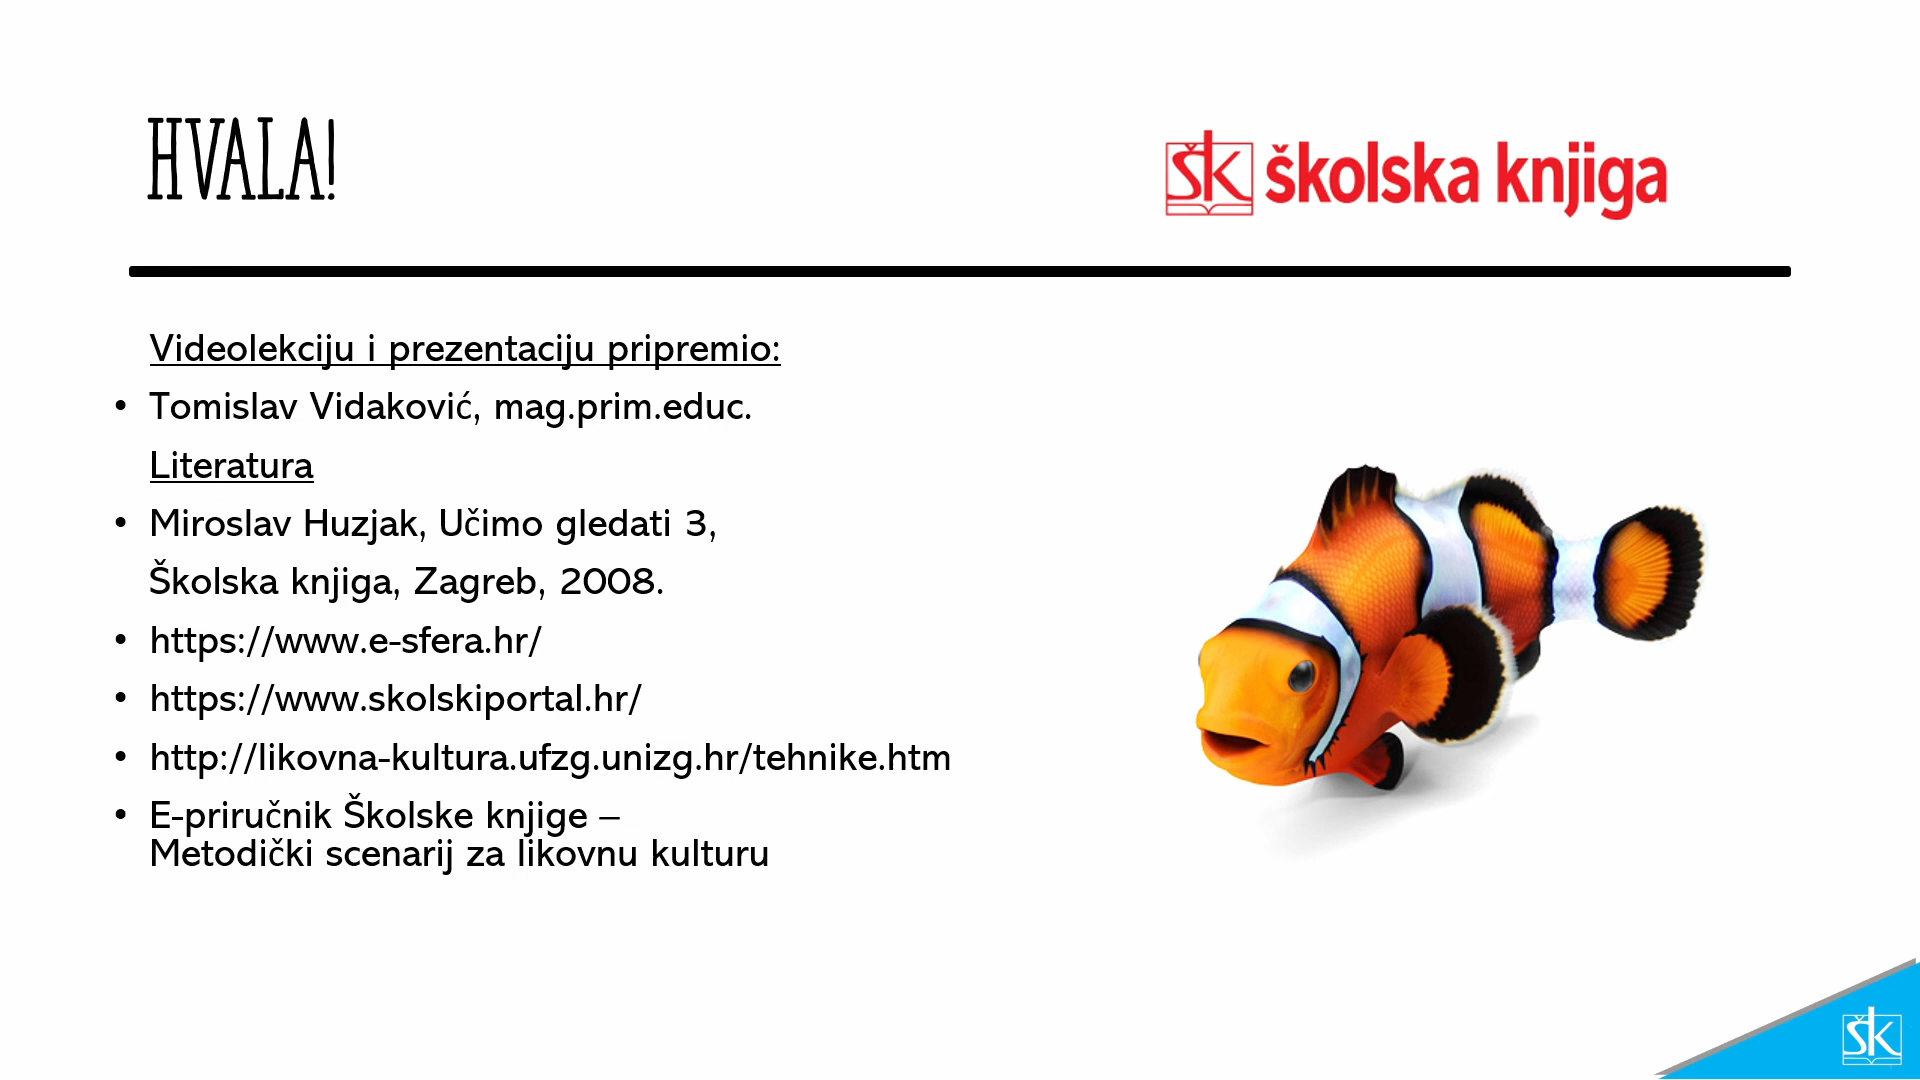 HVALA!
ŠK školska knjiga
Videolekciju i prezentaciju pripremio:
• Tomislav Vidaković, mag.prim.educ.
Literatura
• Miroslav Huzjak, Učimo gledati 3,
Školska knjiga, Zagreb, 2008.
• https://www.e-sfera.hr/
• https://www.skolskiportal.hr/
• http://likovna-kultura.ufzg.unizg.hr/tehnike.htm
• E-priručnik Školske knjige –
Metodički scenarij za likovnu kulturu
ŠK